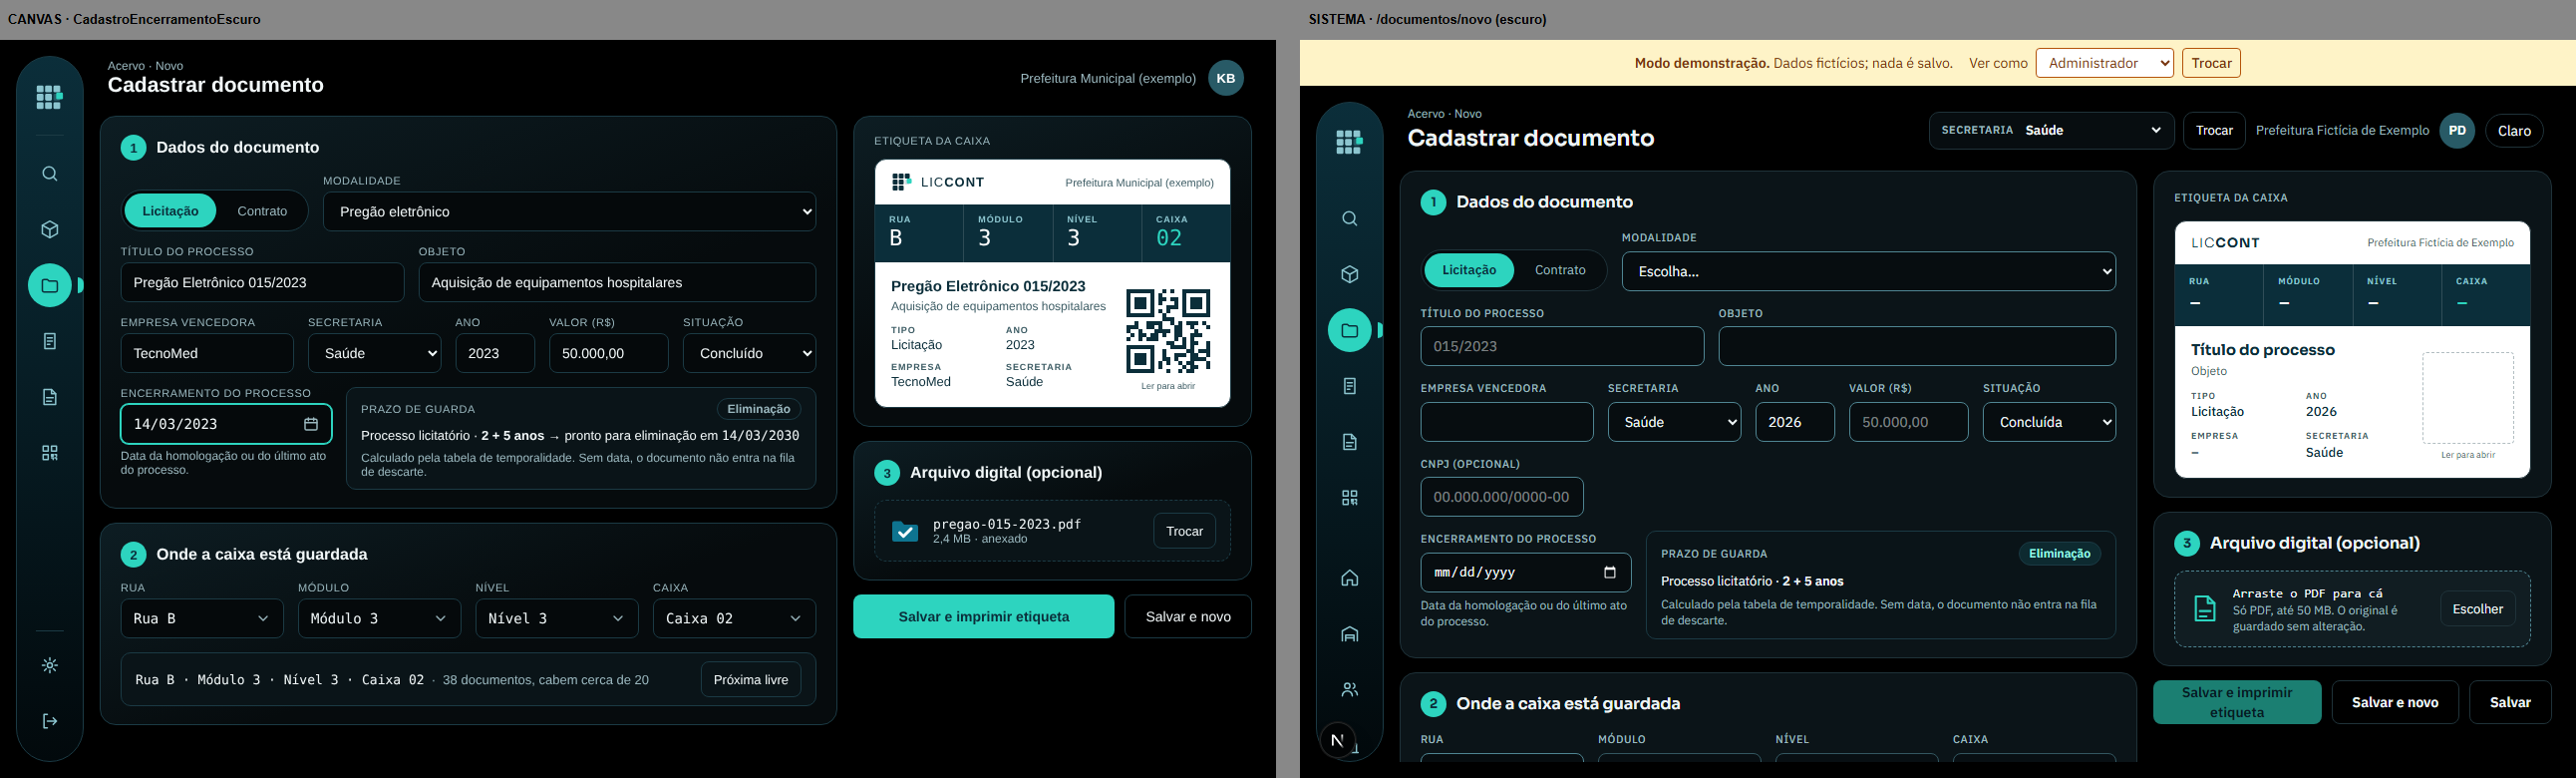 CANVAS · CadastroEncerramentoEscuro
Acervo · Novo
Cadastrar documento
Prefeitura Municipal (exemplo)
KB
1
Dados do documento
Licitação
Contrato
MODALIDADE
Pregão eletrônico
TÍTULO DO PROCESSO
OBJETO
Pregão Eletrônico 015/2023
Aquisição de equipamentos hospitalares
EMPRESA VENCEDORA
SECRETARIA
ANO
VALOR (R$)
SITUAÇÃO
TecnoMed
Saúde
2023
50.000,00
Concluído
ENCERRAMENTO DO PROCESSO
14/03/2023
Data da homologação ou do último ato
do processo.
PRAZO DE GUARDA
Eliminação
Processo licitatório · 2 + 5 anos → pronto para eliminação em 14/03/2030
Calculado pela tabela de temporalidade. Sem data, o documento não entra na fila
de descarte.
2
Onde a caixa está guardada
RUA
MÓDULO
NÍVEL
CAIXA
Rua B
Módulo 3
Nível 3
Caixa 02
Rua B · Módulo 3 · Nível 3 · Caixa 02 · 38 documentos, cabem cerca de 20
Próxima livre
ETIQUETA DA CAIXA
LICCONT
Prefeitura Municipal (exemplo)
RUA
MÓDULO
NÍVEL
CAIXA
B
3
3
02
Pregão Eletrônico 015/2023
Aquisição de equipamentos hospitalares
TIPO
ANO
Licitação
2023
EMPRESA
SECRETARIA
TecnoMed
Saúde
Ler para abrir
3
Arquivo digital (opcional)
pregao-015-2023.pdf
2,4 MB · anexado
Trocar
Salvar e imprimir etiqueta
Salvar e novo
SISTEMA · /documentos/novo (escuro)
Modo demonstração. Dados fictícios; nada é salvo.
Ver como
Administrador
Trocar
Acervo · Novo
Cadastrar documento
SECRETARIA
Saúde
Trocar
Prefeitura Fictícia de Exemplo
PD
Claro
1
Dados do documento
Licitação
Contrato
MODALIDADE
Escolha...
TÍTULO DO PROCESSO
OBJETO
015/2023
EMPRESA VENCEDORA
SECRETARIA
ANO
VALOR (R$)
SITUAÇÃO
Saúde
2026
50.000,00
Concluída
CNPJ (OPCIONAL)
00.000.000/0000-00
ENCERRAMENTO DO PROCESSO
mm/dd/yyyy
Data da homologação ou do último ato
do processo.
PRAZO DE GUARDA
Eliminação
Processo licitatório · 2 + 5 anos
Calculado pela tabela de temporalidade. Sem data, o documento não entra na fila
de descarte.
2
Onde a caixa está guardada
RUA
MÓDULO
NÍVEL
CAIXA
N
ETIQUETA DA CAIXA
LICCONT
Prefeitura Fictícia de Exemplo
RUA
MÓDULO
NÍVEL
CAIXA
–
–
–
–
Título do processo
Objeto
TIPO
ANO
Licitação
2026
EMPRESA
SECRETARIA
–
Saúde
Ler para abrir
3
Arquivo digital (opcional)
Arraste o PDF para cá
Só PDF, até 50 MB. O original é
guardado sem alteração.
Escolher
Salvar e imprimir
etiqueta
Salvar e novo
Salvar